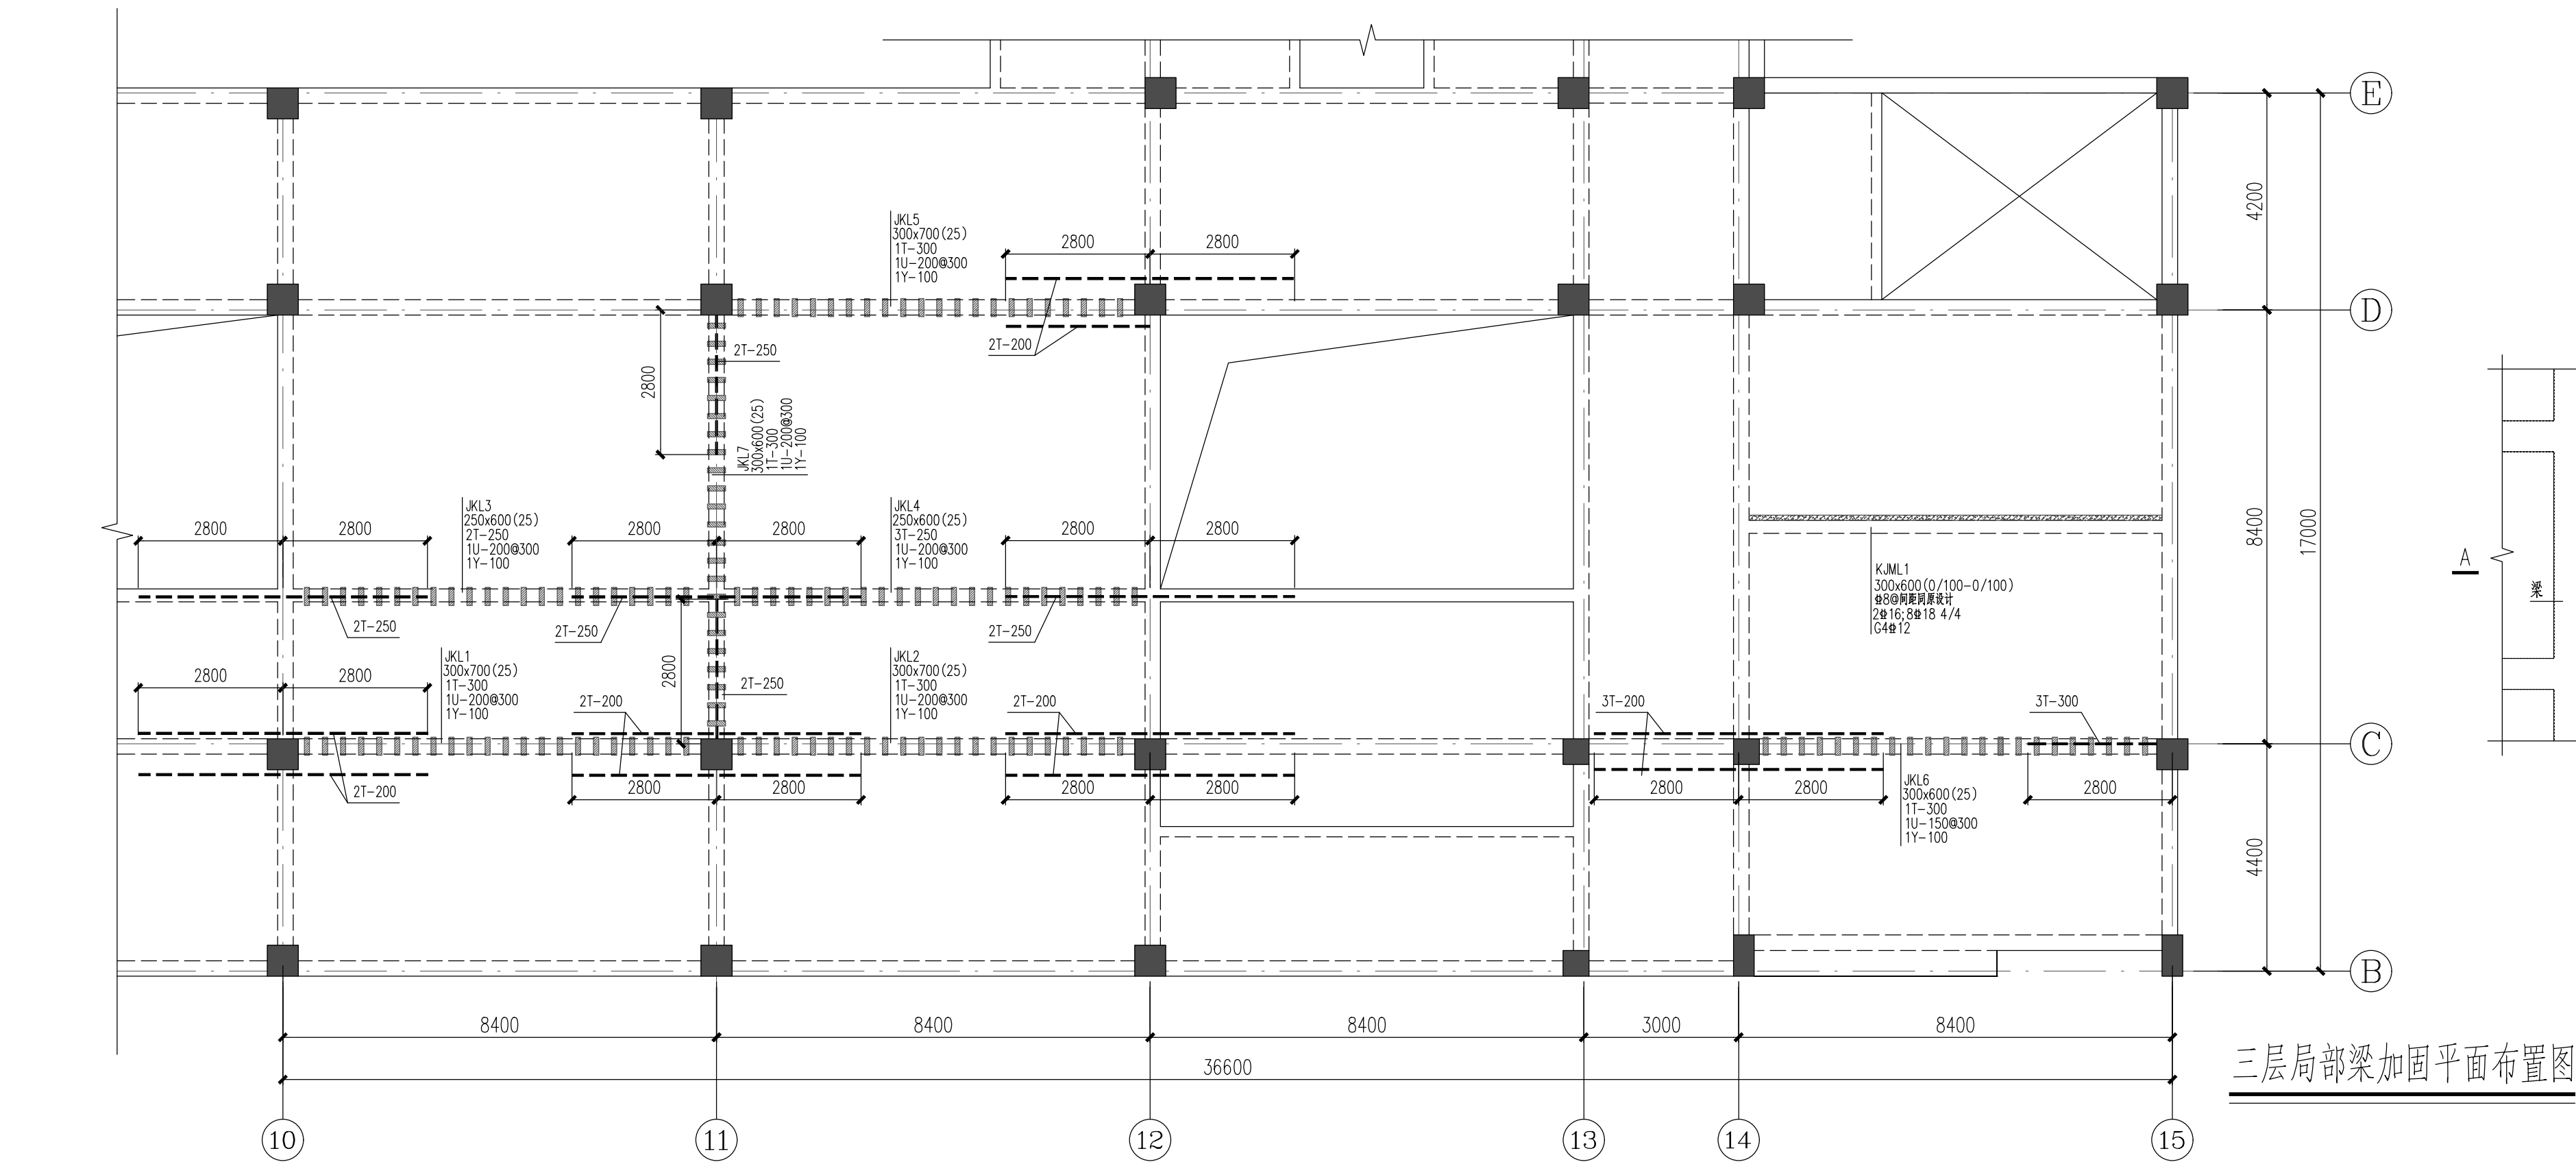 E
4200
JKL5
300x700(25)
1T-300
1U-200@300
1Y-100
2800
2800
D
2T-250
2T-200
2800
JKL7
300x600(25)
1T-300
1U-200@300
1Y-100
JKL3
250x600(25)
2T-250
1U-200@300
1Y-100
JKL4
250x600(25)
3T-250
1U-200@300
1Y-100
2800
2800
2800
2800
2800
2800
8400
17000
A
KJML1
300x600(0/100-0/100)
⌀8@间距同原设计
2⌀16;8⌀18 4/4
G4⌀12
梁
2T-250
2T-250
2T-250
JKL1
300x700(25)
1T-300
1U-200@300
1Y-100
JKL2
300x700(25)
1T-300
1U-200@300
1Y-100
2800
2800
2800
2T-250
2T-200
2T-200
3T-200
3T-300
C
2T-200
2800
2800
2800
2800
2800
2800
2800
JKL6
300x600(25)
1T-300
1U-150@300
1Y-100
4400
B
8400
8400
8400
3000
8400
36600
三层局部梁加固平面布置图
10
11
12
13
14
15